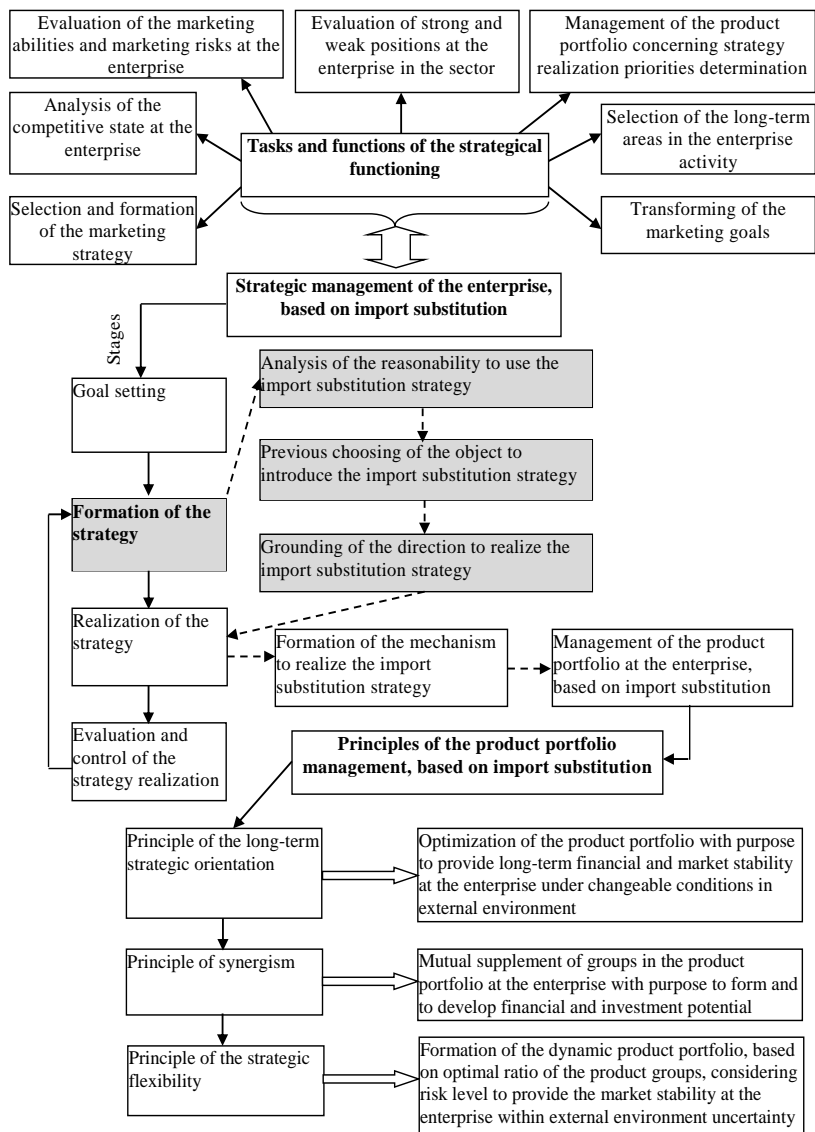 Evaluation of the marketing
abilities and marketing risks at the
enterprise
Evaluation of strong and
weak positions at the
enterprise in the sector
Management of the product
portfolio concerning strategy
realization priorities determination
Analysis of the
competitive state at the
enterprise
Tasks and functions of the strategical
functioning
Selection of the long-term
areas in the enterprise
activity
Selection and formation
of the marketing
strategy
Transforming of the
marketing goals
Strategic management of the enterprise,
based on import substitution
Stages
Goal setting
Analysis of the reasonability to use the
import substitution strategy
Previous choosing of the object to
introduce the import substitution strategy
Formation of the
strategy
Grounding of the direction to realize the
import substitution strategy
Realization of the
strategy
Formation of the mechanism
to realize the import
substitution strategy
Management of the product
portfolio at the enterprise,
based on import substitution
Evaluation and
control of the
strategy realization
Principles of the product portfolio
management, based on import substitution
Principle of the long-term
strategic orientation
Optimization of the product portfolio with purpose
to provide long-term financial and market stability
at the enterprise under changeable conditions in
external environment
Principle of synergism
Mutual supplement of groups in the product
portfolio at the enterprise with purpose to form and
to develop financial and investment potential
Principle of the strategic
flexibility
Formation of the dynamic product portfolio, based
on optimal ratio of the product groups, considering
risk level to provide the market stability at the
enterprise within external environment uncertainty